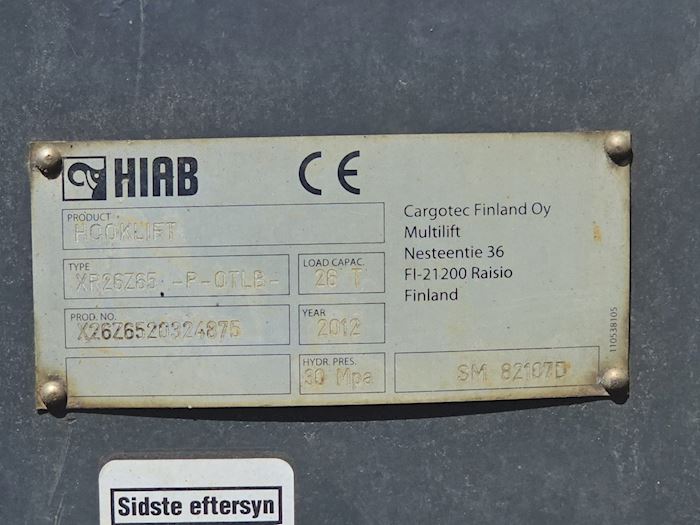 HIAB CE
PRODUCT
HOOKLIFT
TYPE
XR26Z65 -P-OTLB-
LOAD CAPAC.
26 T
PROD. NO.
X26Z6520324875
YEAR
2012
HYDR. PRES.
30 Mpa
Cargotec Finland Oy
Multilift
Nesteentie 36
FI-21200 Raisio
Finland
SM 82107D
110538105
Sidste eftersyn